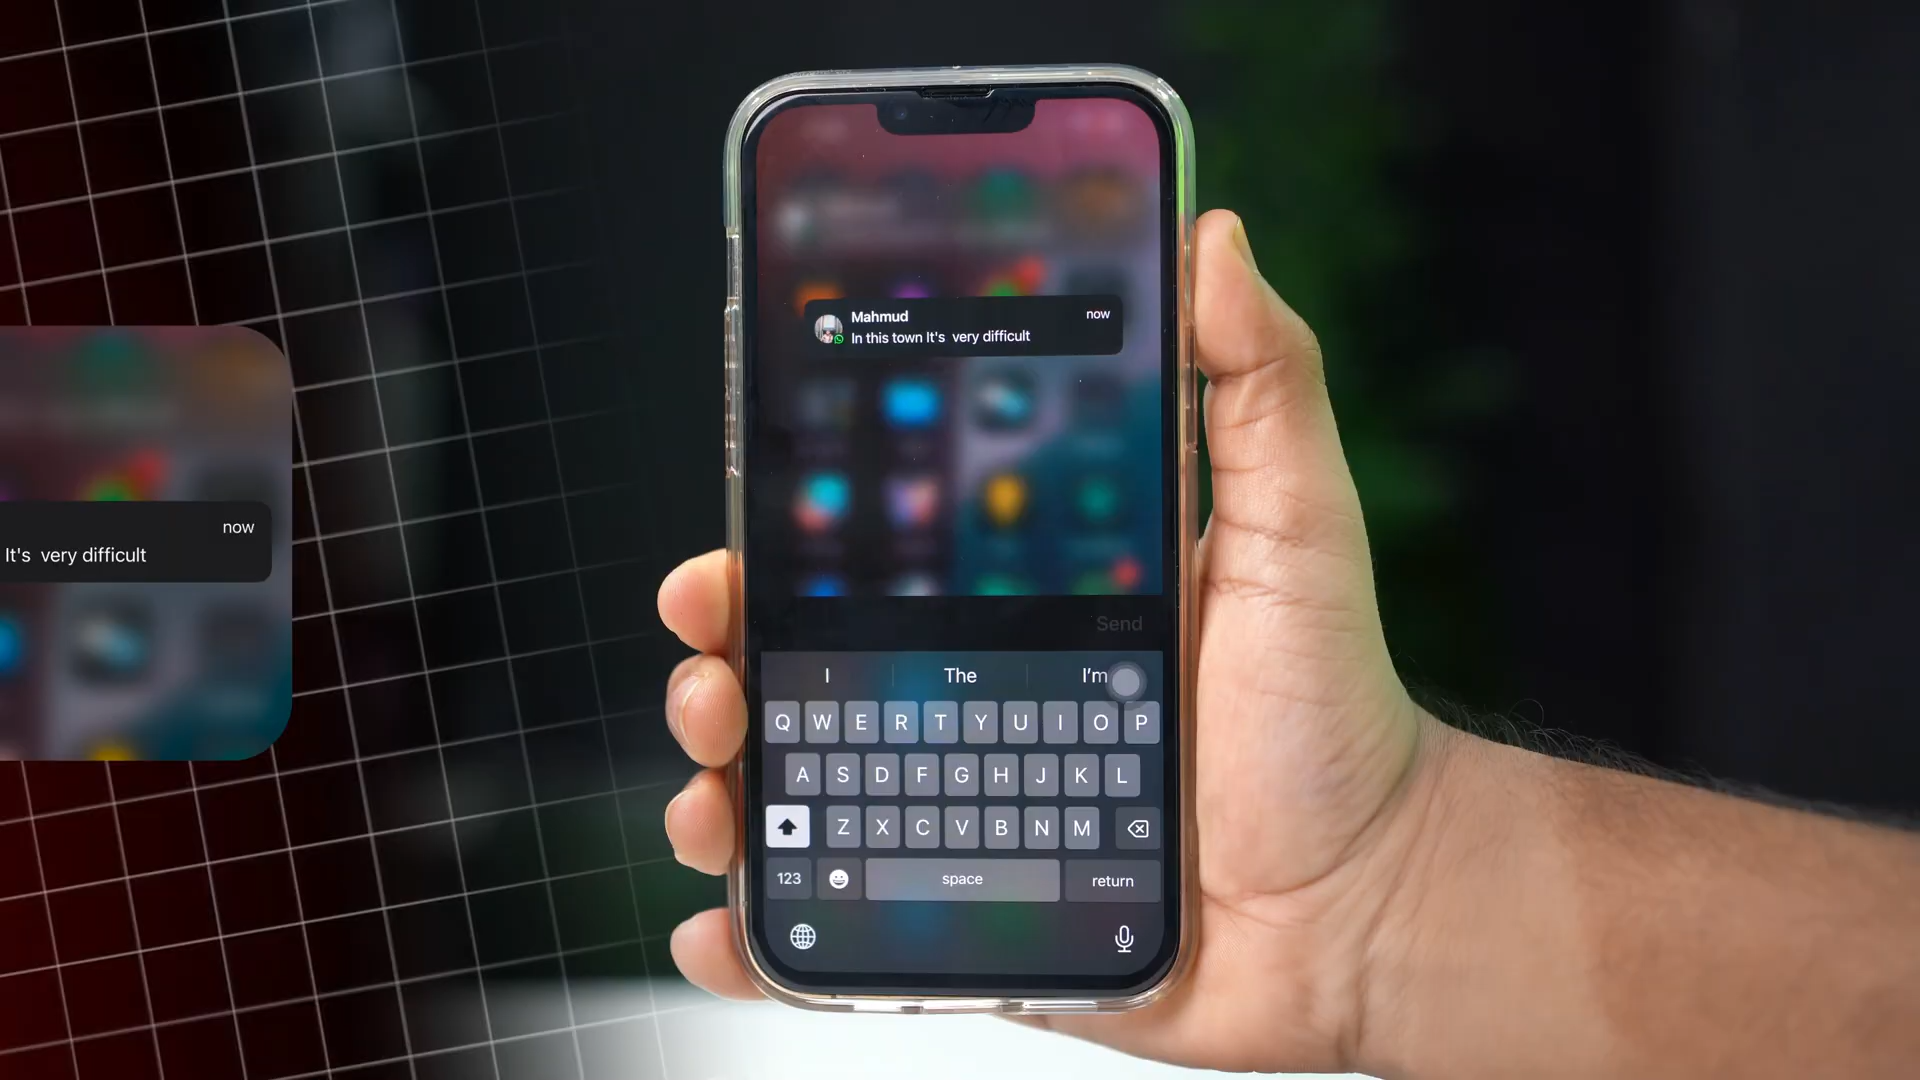 Mahmud now
In this town It's  very difficult
now
It's  very difficult
Send
I The I'm
Q W E R T Y U I O P
A S D F G H J K L
Z X C V B N M
123 space return